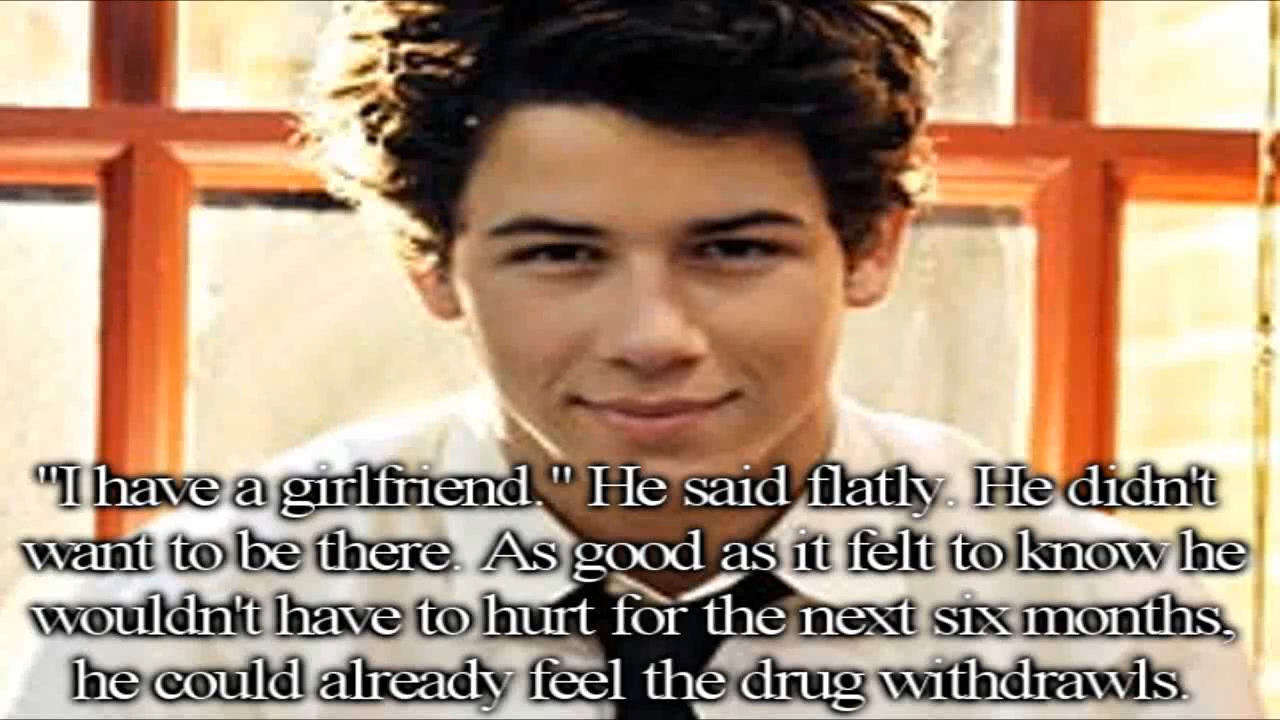 "I have a girlfriend." He said flatly. He didn't
want to be there. As good as it felt to know he
wouldn't have to hurt for the next six months,
he could already feel the drug withdrawls.